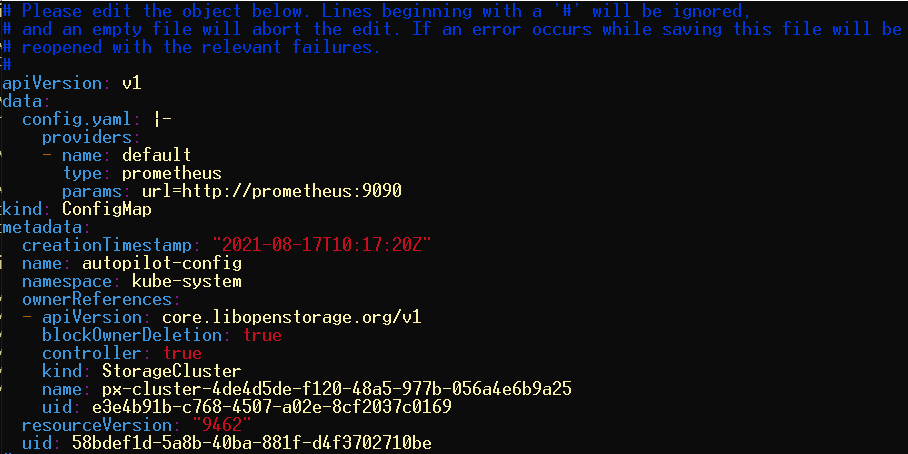 # Please edit the object below. Lines beginning with a '#' will be ignored,
# and an empty file will abort the edit. If an error occurs while saving this file will be
# reopened with the relevant failures.
#
apiVersion: v1
data:
  config.yaml: |-
    providers:
    - name: default
      type: prometheus
      params: url=http://prometheus:9090
kind: ConfigMap
metadata:
  creationTimestamp: "2021-08-17T10:17:20Z"
  name: autopilot-config
  namespace: kube-system
  ownerReferences:
  - apiVersion: core.libopenstorage.org/v1
    blockOwnerDeletion: true
    controller: true
    kind: StorageCluster
    name: px-cluster-4de4d5de-f120-48a5-977b-056a4e6b9a25
    uid: e3e4b91b-c768-4507-a02e-8cf2037c0169
  resourceVersion: "9462"
  uid: 58bdef1d-5a8b-40ba-881f-d4f3702710be